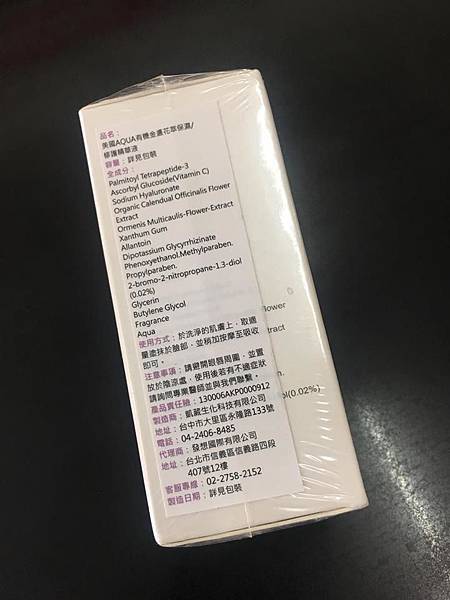 品名：
美國AQUA有機金盞花萃保濕/
修護精華液
容量：詳見包裝
全成分：
Palmitoyl Tetrapeptide-3
Ascorbyl Glucoside(Vitamin C)
Sodium Hyaluronate
Organic Calendual Officinalis Flower
Extract
Ormenis Multicaulis-Flower-Extract
Xanthum Gum
Allantoin
Dipotassium Glycyrrhizinate
Phenoxyethanol.Methylparaben.
Propylparaben.
2-bromo-2-nitropropane-1.3-diol
(0.02%)
Glycerin
Butylene Glycol
Fragrance
Aqua
使用方式：於洗淨的肌膚上，取適
量塗抹於臉部，並稍加按摩至吸收
即可。
注意事項：請避開眼唇周圍，並置
放於陰涼處，使用後若有不適症狀
請詢問專業醫師並與我們聯繫。
產品責任險：130006AKP0000912
製造商：凱葳生化科技有限公司
地址：台中市大里區永隆路133號
電話：04-2406-8485
代理商：發想國際有限公司
地址：台北市信義區信義路四段
407號12樓
客服專線：02-2758-2152
製造日期：詳見包裝
Flower
Extract
ol(0.02%)